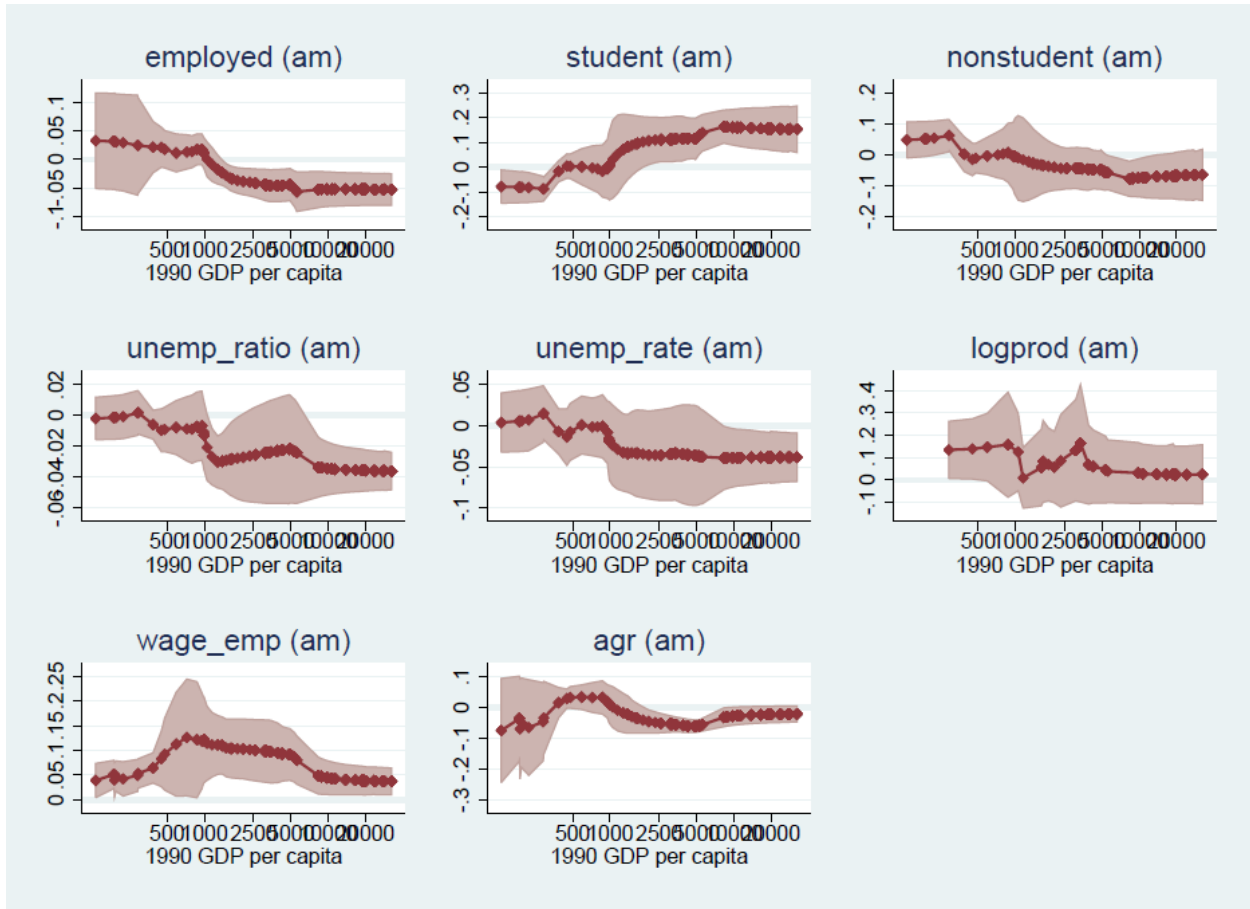 employed (am)
-.1 -.05 0 .05 .1
500 1000 2500 5000 10000 20000
1990 GDP per capita
student (am)
-.2 -.1 0 .1 .2 .3
500 1000 2500 5000 10000 20000
1990 GDP per capita
nonstudent (am)
-.2 -.1 0 .1 .2
500 1000 2500 5000 10000 20000
1990 GDP per capita
unemp_ratio (am)
-.06 -.04 -.02 0 .02
500 1000 2500 5000 10000 20000
1990 GDP per capita
unemp_rate (am)
-.1 -.05 0 .05
500 1000 2500 5000 10000 20000
1990 GDP per capita
logprod (am)
-.1 0 .1 .2 .3 .4
500 1000 2500 5000 10000 20000
1990 GDP per capita
wage_emp (am)
0 .05 .1 .15 .2 .25
500 1000 2500 5000 10000 20000
1990 GDP per capita
agr (am)
-.3 -.2 -.1 0 .1
500 1000 2500 5000 10000 20000
1990 GDP per capita